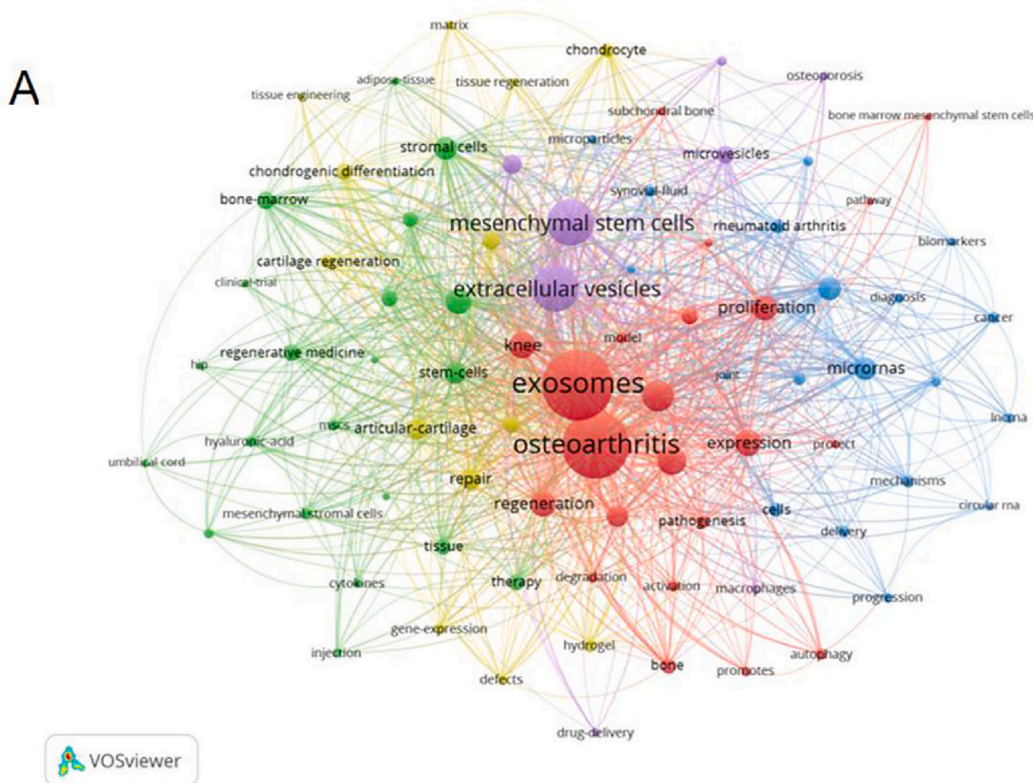 A
matrix
chondrocyte
adipose-tissue
tissue regeneration
osteoporosis
tissue engineering
subchondral bone
bone marrow mesenchymal stem cells
microparticles
stromal cells
microvesicles
chondrogenic differentiation
synovial-fluid
bone-marrow
pathway
mesenchymal stem cells
rheumatoid arthritis
biomarkers
cartilage regeneration
clinical-trial
extracellular vesicles
diagnosis
proliferation
cancer
model
knee
regenerative medicine
hip
stem-cells
exosomes
joint
micrornas
lncrna
mscs
articular-cartilage
hyaluronic-acid
osteoarthritis
expression
protect
umbilical cord
repair
mechanisms
regeneration
circular rna
mesenchymal stromal cells
pathogenesis
cells
delivery
tissue
cytokines
therapy
degradation
activation
macrophages
progression
gene-expression
hydrogel
injection
autophagy
bone
promotes
defects
drug-delivery
VOSviewer